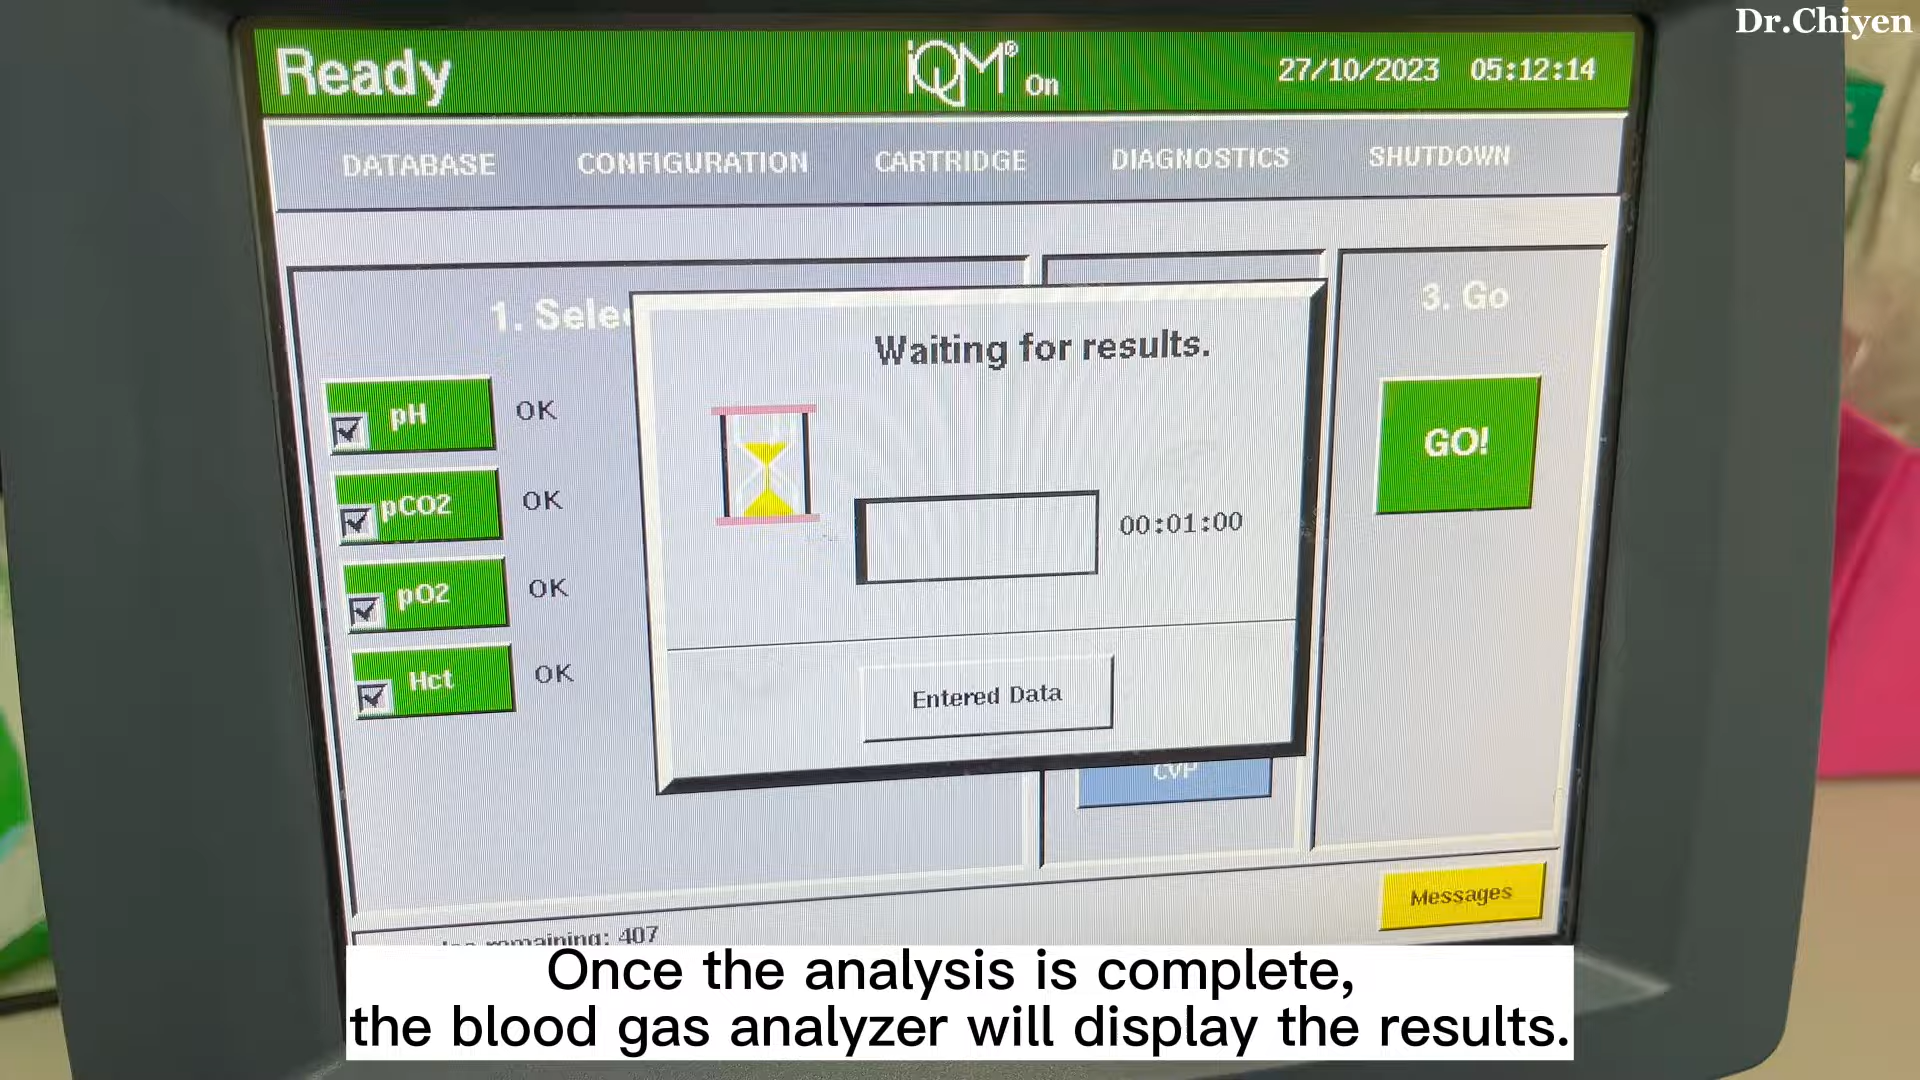 Dr.Chiyen
Ready
iQM® On
27/10/2023 05:12:14
DATABASE CONFIGURATION CARTRIDGE DIAGNOSTICS SHUTDOWN
1.
3. Go
Waiting for results.
pH OK
GO!
pCO2 OK
00:01:00
pO2 OK
Hct OK
Entered Data
CVP
Messages
remaining: 407
Once the analysis is complete,
the blood gas analyzer will display the results.